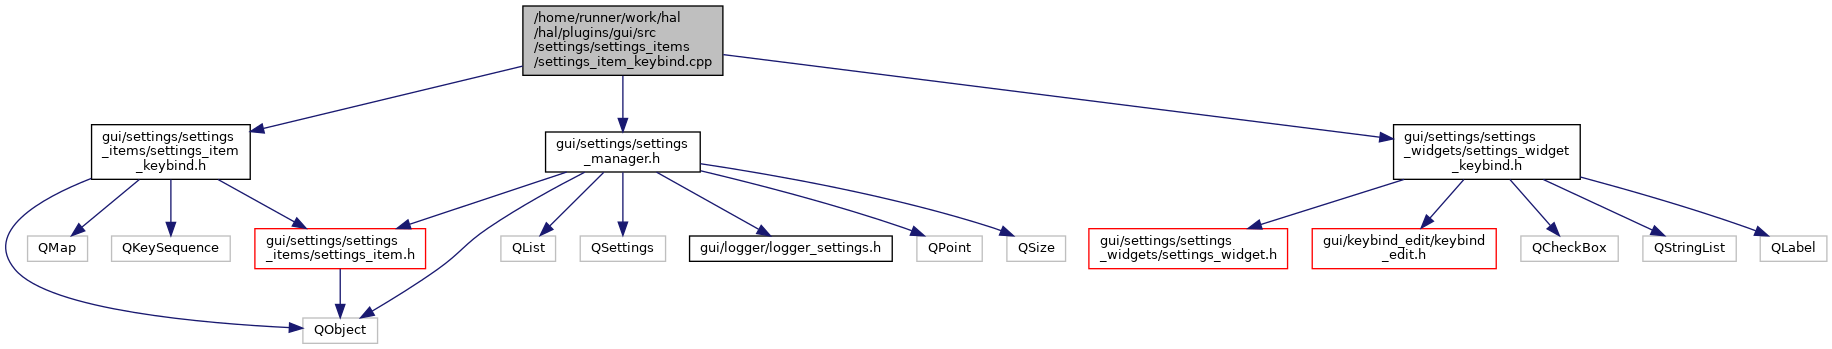 /home/runner/work/hal
/hal/plugins/gui/src
/settings/settings_items
/settings_item_keybind.cpp
gui/settings/settings
_items/settings_item
_keybind.h
gui/settings/settings
_manager.h
gui/settings/settings
_widgets/settings_widget
_keybind.h
QMap
QKeySequence
gui/settings/settings
_items/settings_item.h
QList
QSettings
gui/logger/logger_settings.h
QPoint
QSize
gui/settings/settings
_widgets/settings_widget.h
gui/keybind_edit/keybind
_edit.h
QCheckBox
QStringList
QLabel
QObject